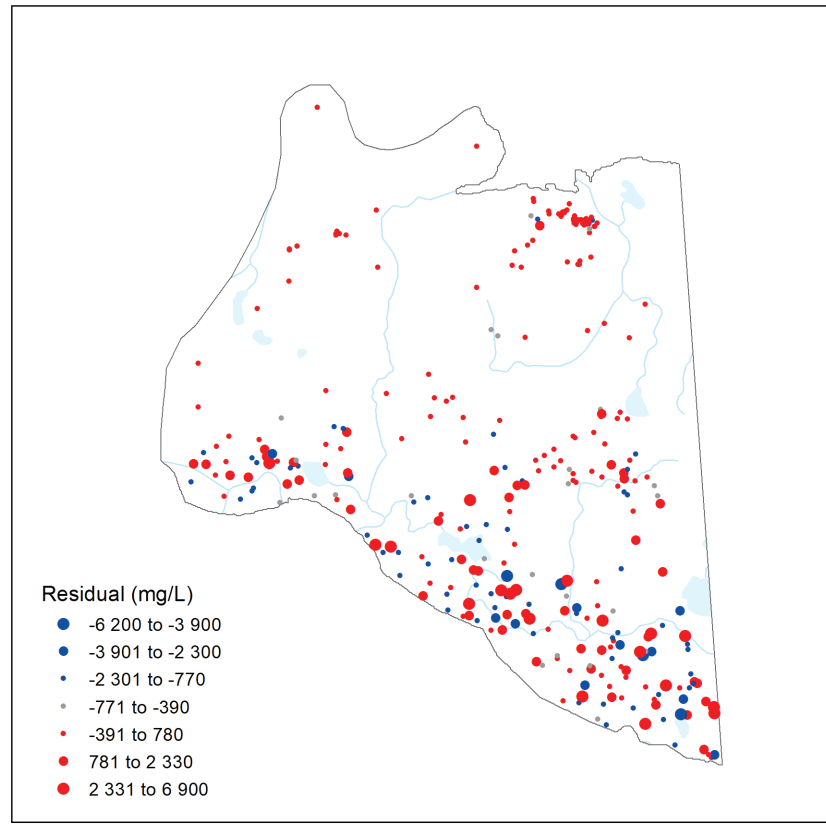 Residual (mg/L)
-6 200 to -3 900
-3 901 to -2 300
-2 301 to -770
-771 to -390
-391 to 780
781 to 2 330
2 331 to 6 900